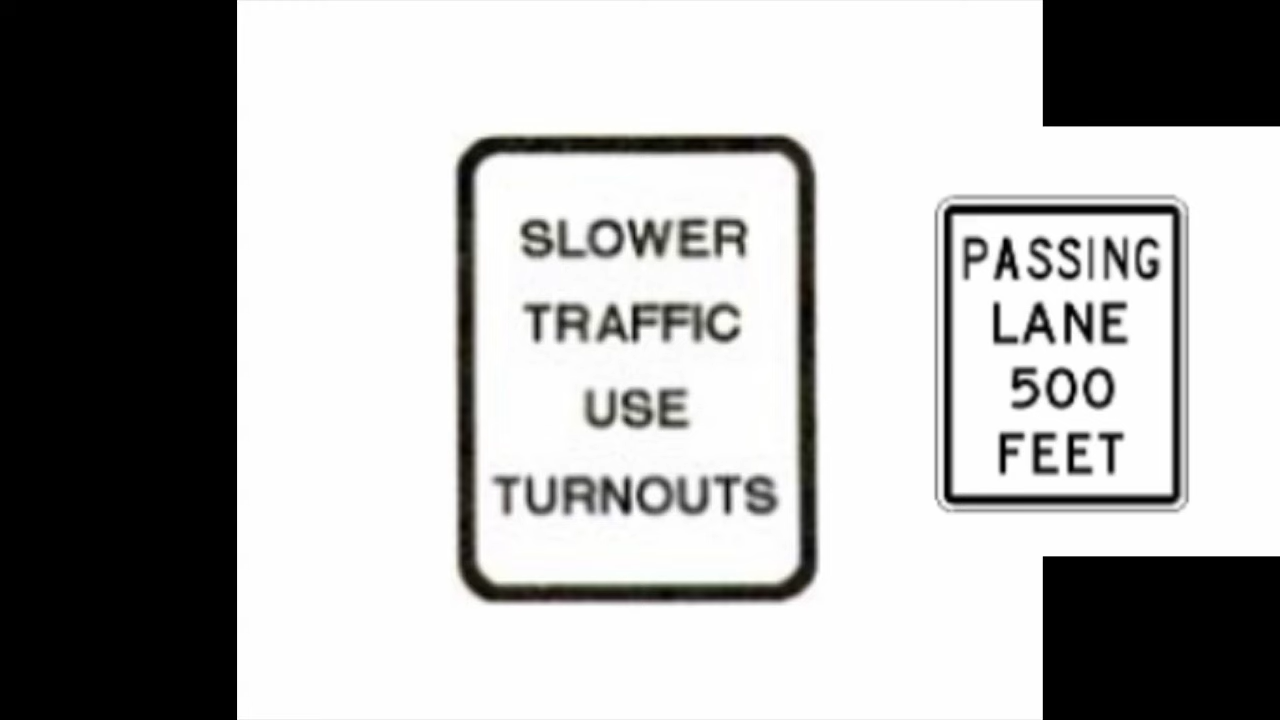 SLOWER
TRAFFIC
USE
TURNOUTS
PASSING
LANE
500
FEET